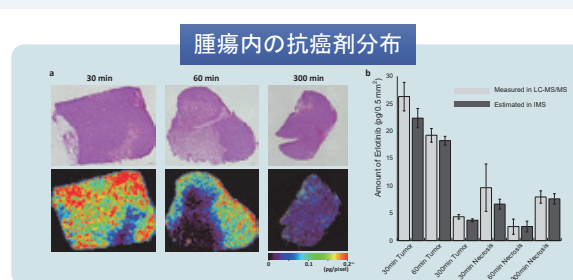 腫瘍内の抗癌剤分布
a
30 min
60 min
300 min
0
0.1
0.2<
[pg/pixel]
b
Amount of Erlotinib (pg/0.5 mm²)
30
25
20
15
10
5
0
Measured in LC-MS/MS
Estimated in IMS
30min Tumor
60min Tumor
300min Tumor
30min Necrosis
60min Necrosis
300min Necrosis